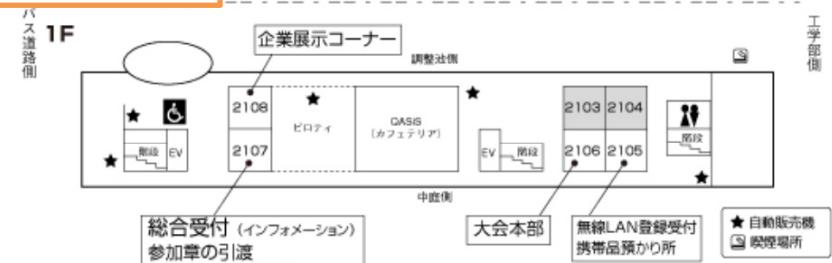 バス道路側
1F
企業展示コーナー
調整池側
工学部側
2108
ピロティ
OASIS
(カフェテリア)
2103 2104
階段
EV
2107
EV
階段
2106 2105
階段
中庭側
総合受付 (インフォメーション)
参加章の引渡
大会本部
無線LAN登録受付
携帯品預かり所
★ 自動販売機
喫煙場所